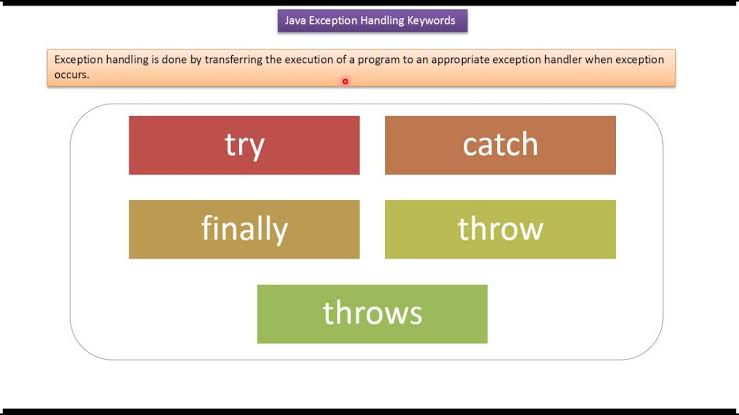 Java Exception Handling Keywords
Exception handling is done by transferring the execution of a program to an appropriate exception handler when exception
occurs.
try
catch
finally
throw
throws